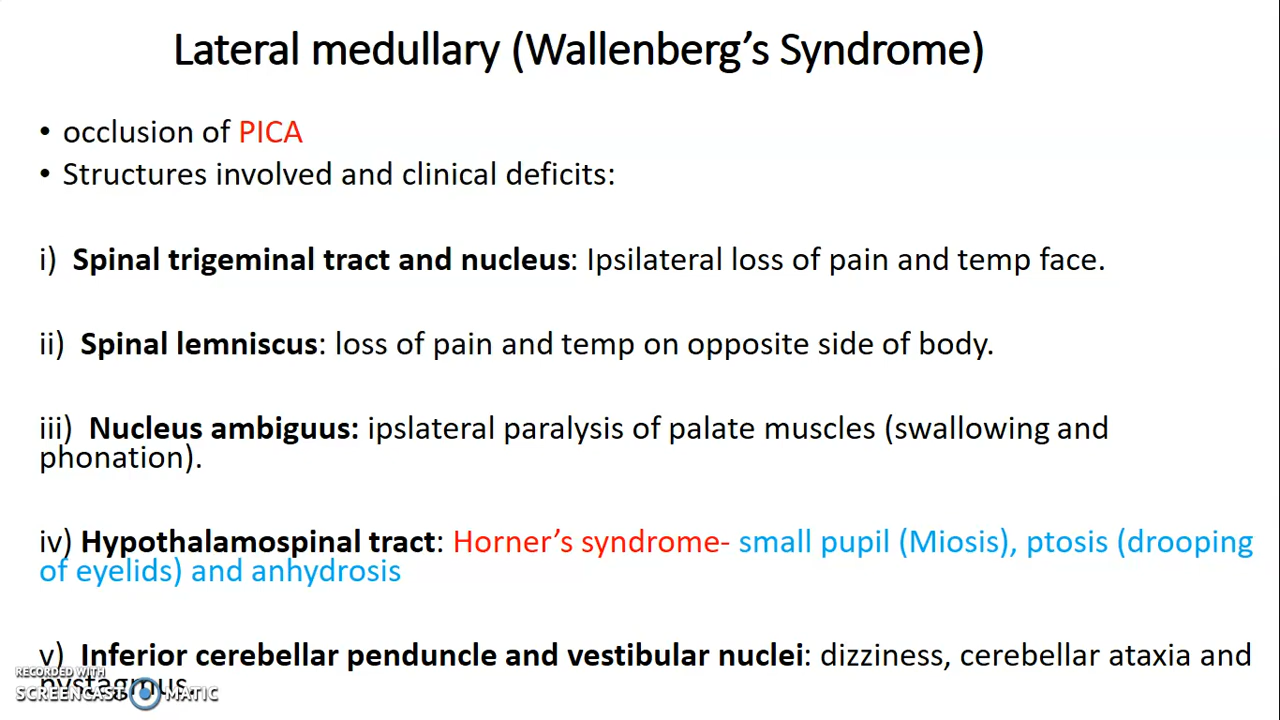 Lateral medullary (Wallenberg’s Syndrome)
• occlusion of PICA
• Structures involved and clinical deficits:
i) Spinal trigeminal tract and nucleus: Ipsilateral loss of pain and temp face.
ii) Spinal lemniscus: loss of pain and temp on opposite side of body.
iii) Nucleus ambiguus: ipslateral paralysis of palate muscles (swallowing and
phonation).
iv) Hypothalamospinal tract: Horner’s syndrome- small pupil (Miosis), ptosis (drooping
of eyelids) and anhydrosis
v) Inferior cerebellar penduncle and vestibular nuclei: dizziness, cerebellar ataxia and
nystagmus.
RECORDED WITH
SCREENCAST MATIC